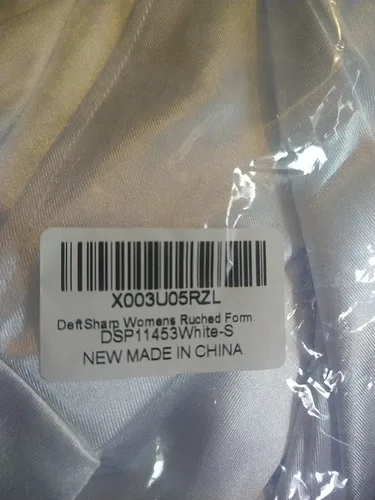 X003U05RZL
DeftSharp Womens Ruched Form.
DSP11453White-S
NEW MADE IN CHINA